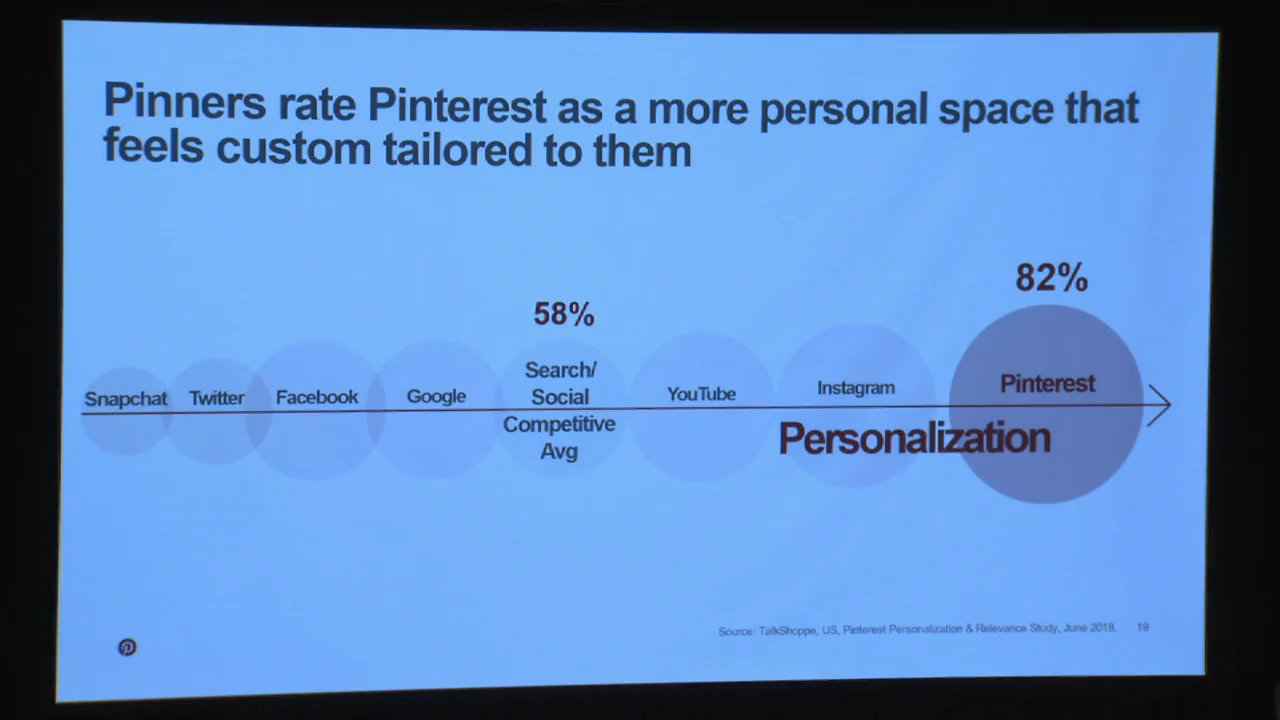 Pinners rate Pinterest as a more personal space that
feels custom tailored to them
82%
58%
Snapchat
Twitter
Facebook
Google
Search/
Social
Competitive
Avg
YouTube
Instagram
Pinterest
Personalization
Source: TalkShoppe, US, Pinterest Personalization & Relevance Study, June 2018. 19